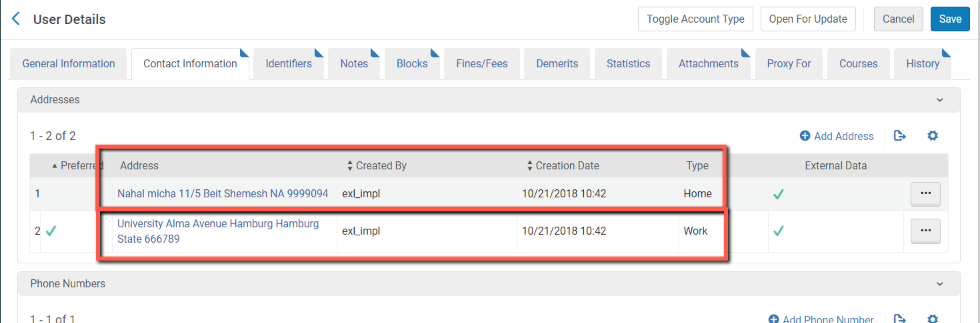 User Details
Toggle Account Type
Open For Update
Cancel
Save
General Information
Contact Information
Identifiers
Notes
Blocks
Fines/Fees
Demerits
Statistics
Attachments
Proxy For
Courses
History
Addresses
1 - 2 of 2
Add Address
Preferred
Address
Created By
Creation Date
Type
External Data
1
Nahal micha 11/5 Beit Shemesh NA 9999094
exl_impl
10/21/2018 10:42
Home
2
University Alma Avenue Hamburg Hamburg
State 666789
exl_impl
10/21/2018 10:42
Work
Phone Numbers
1 - 1 of 1
Add Phone Number